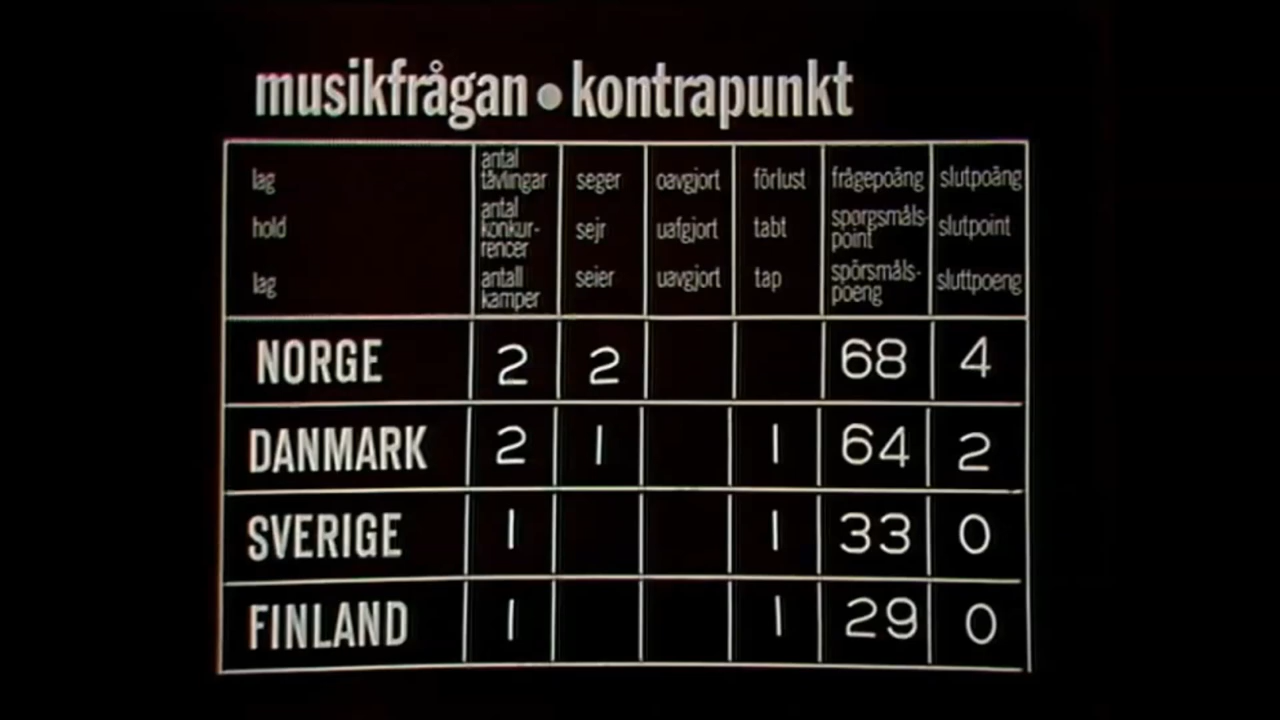 musikfrågan • kontrapunkt
lag antal tävlingar seger oavgjort förlust frågepoäng slutpoäng
hold antal konkur-rencer sejr uafgjort tabt spørgsmåls-point slutpoint
lag antall kamper seier uavgjort tap spörsmåls-poeng sluttpoeng
NORGE 2 2 68 4
DANMARK 2 1 1 64 2
SVERIGE 1 1 33 0
FINLAND 1 1 29 0